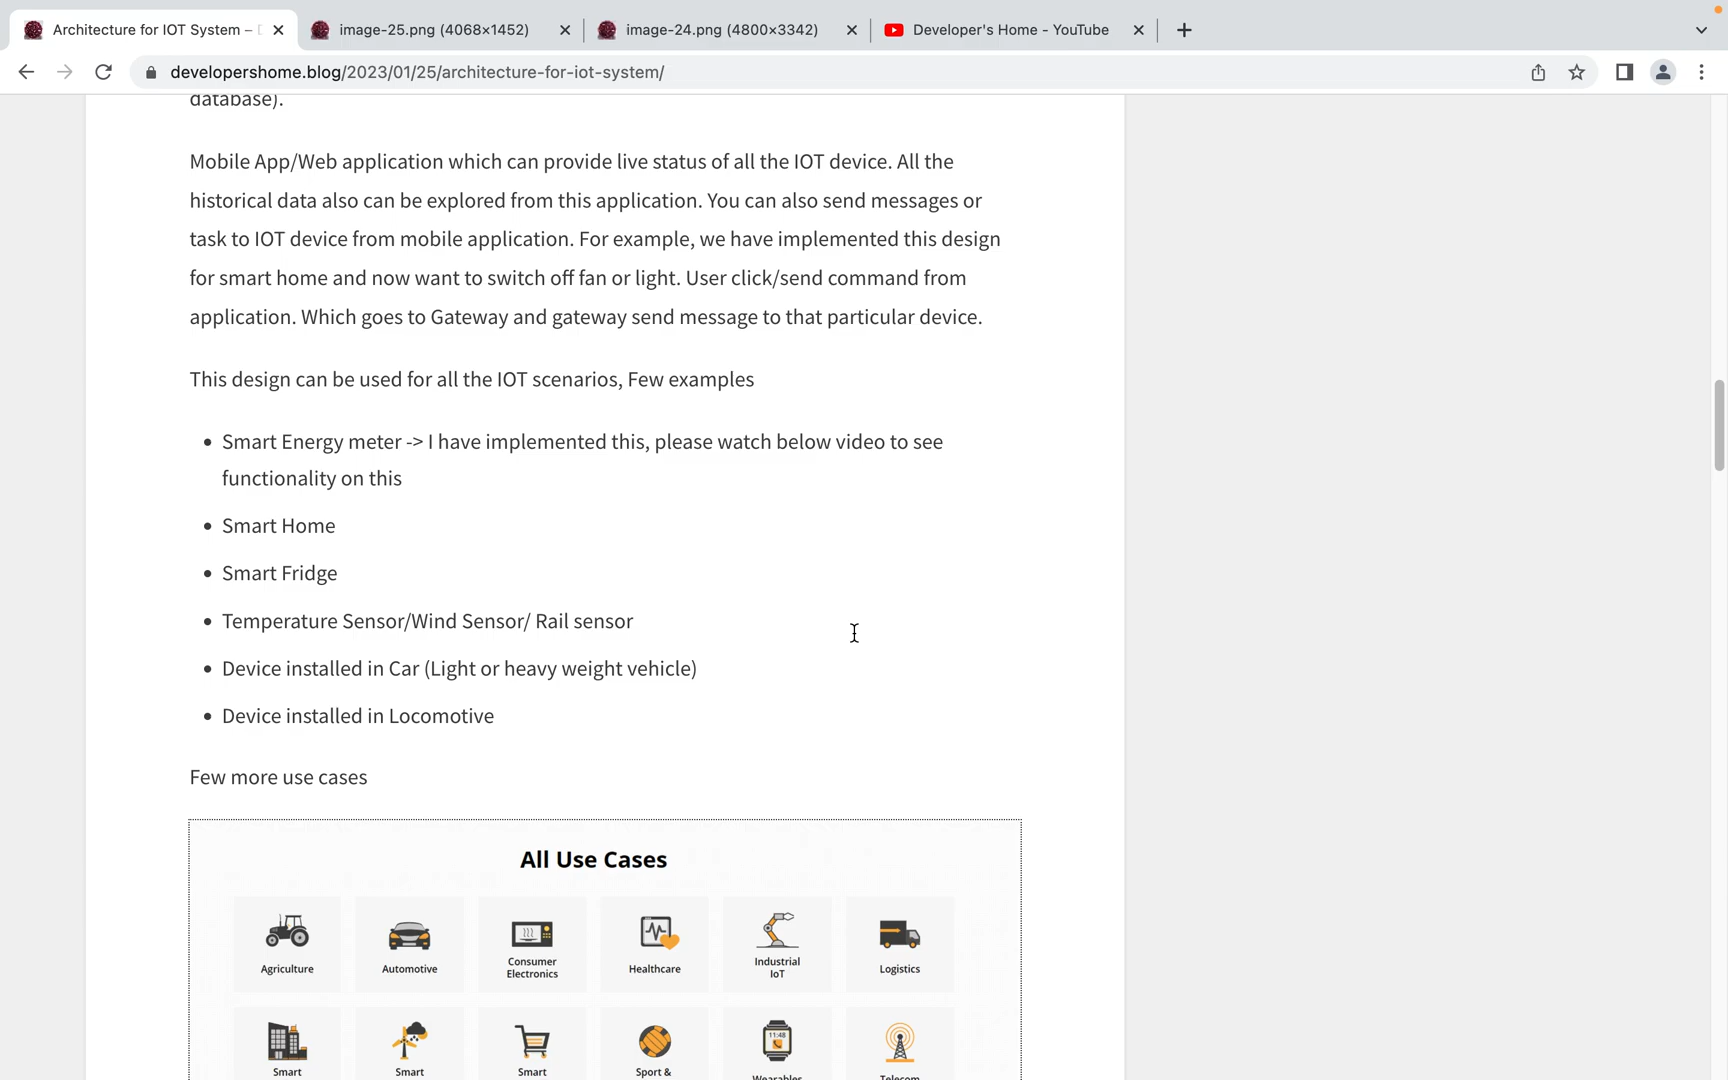 Architecture for IOT System – D
image-25.png (4068×1452)
image-24.png (4800×3342)
Developer's Home - YouTube
developershome.blog/2023/01/25/architecture-for-iot-system/
database).
Mobile App/Web application which can provide live status of all the IOT device. All the
historical data also can be explored from this application. You can also send messages or
task to IOT device from mobile application. For example, we have implemented this design
for smart home and now want to switch off fan or light. User click/send command from
application. Which goes to Gateway and gateway send message to that particular device.
This design can be used for all the IOT scenarios, Few examples
• Smart Energy meter -> I have implemented this, please watch below video to see
functionality on this
• Smart Home
• Smart Fridge
• Temperature Sensor/Wind Sensor/ Rail sensor
• Device installed in Car (Light or heavy weight vehicle)
• Device installed in Locomotive
Few more use cases
All Use Cases
Agriculture
Automotive
Consumer
Electronics
Healthcare
Industrial
IoT
Logistics
11:48
Smart
Smart
Smart
Sport &
Wearables
Telecom